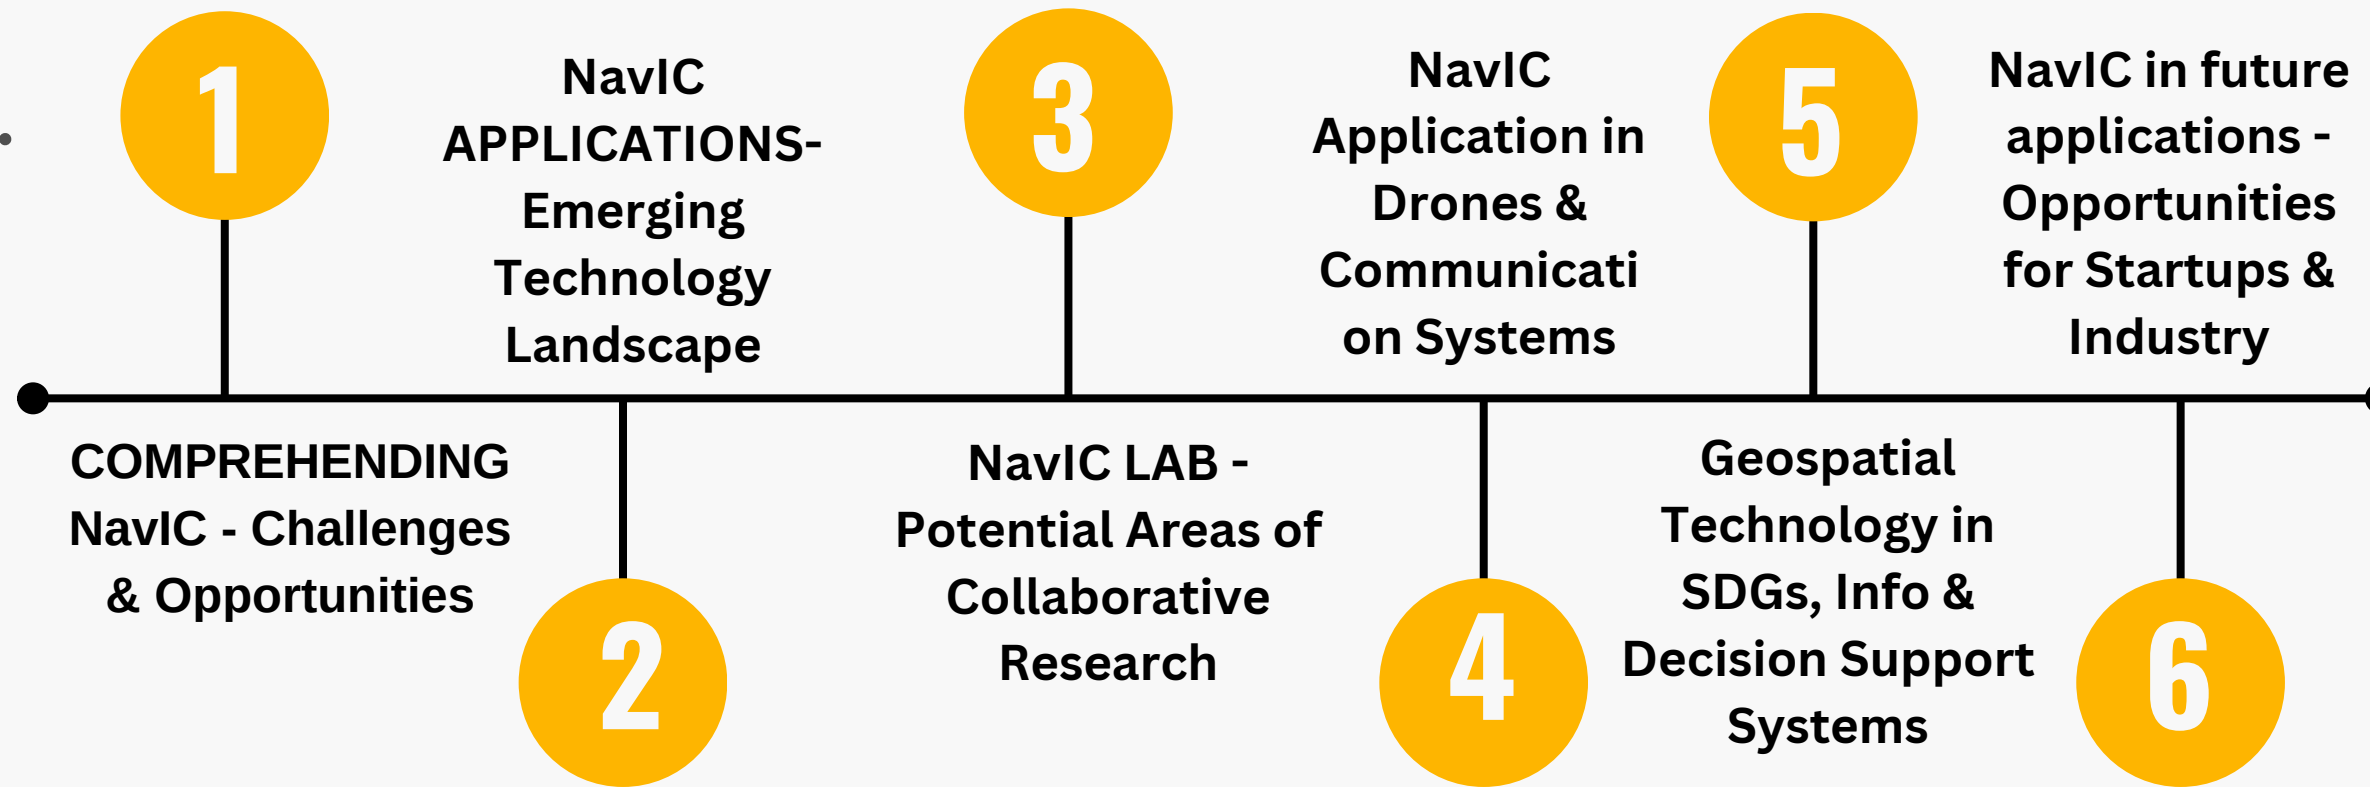 1
COMPREHENDING
NavIC - Challenges
& Opportunities
NavIC
APPLICATIONS-
Emerging
Technology
Landscape
2
3
NavIC LAB -
Potential Areas of
Collaborative
Research
NavIC
Application in
Drones &
Communicati
on Systems
4
5
Geospatial
Technology in
SDGs, Info &
Decision Support
Systems
NavIC in future
applications -
Opportunities
for Startups &
Industry
6